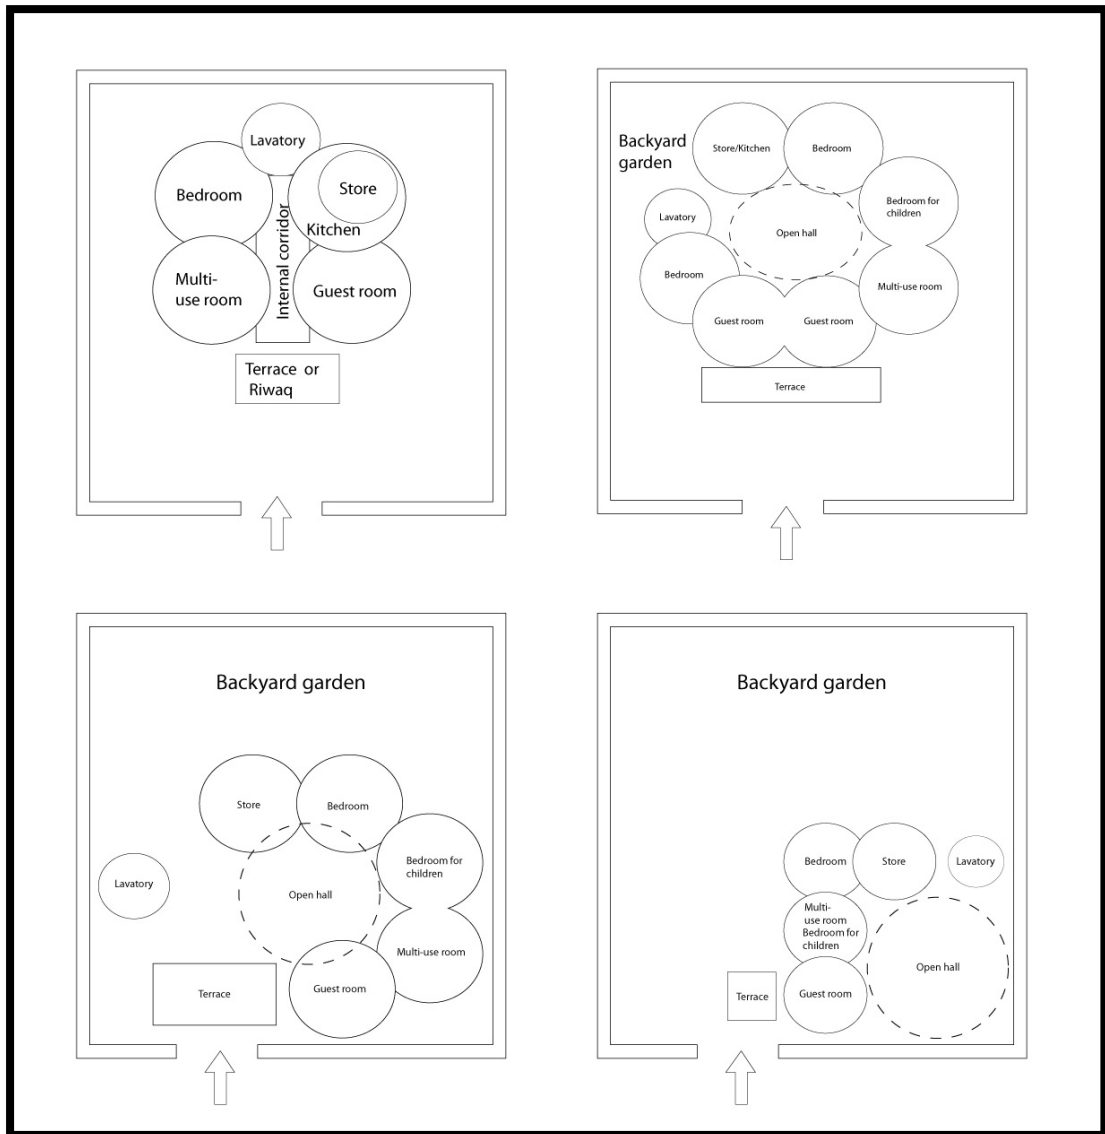 Lavatory
Bedroom
Store
Kitchen
Internal corridor
Multi-
use room
Guest room
Terrace or
Riwaq
Backyard
garden
Store/Kitchen
Bedroom
Bedroom for
children
Lavatory
Open hall
Bedroom
Multi-use room
Guest room
Guest room
Terrace
Backyard garden
Store
Bedroom
Bedroom for
children
Lavatory
Open hall
Multi-use room
Guest room
Terrace
Backyard garden
Bedroom
Store
Lavatory
Multi-
use room
Bedroom for
children
Open hall
Guest room
Terrace